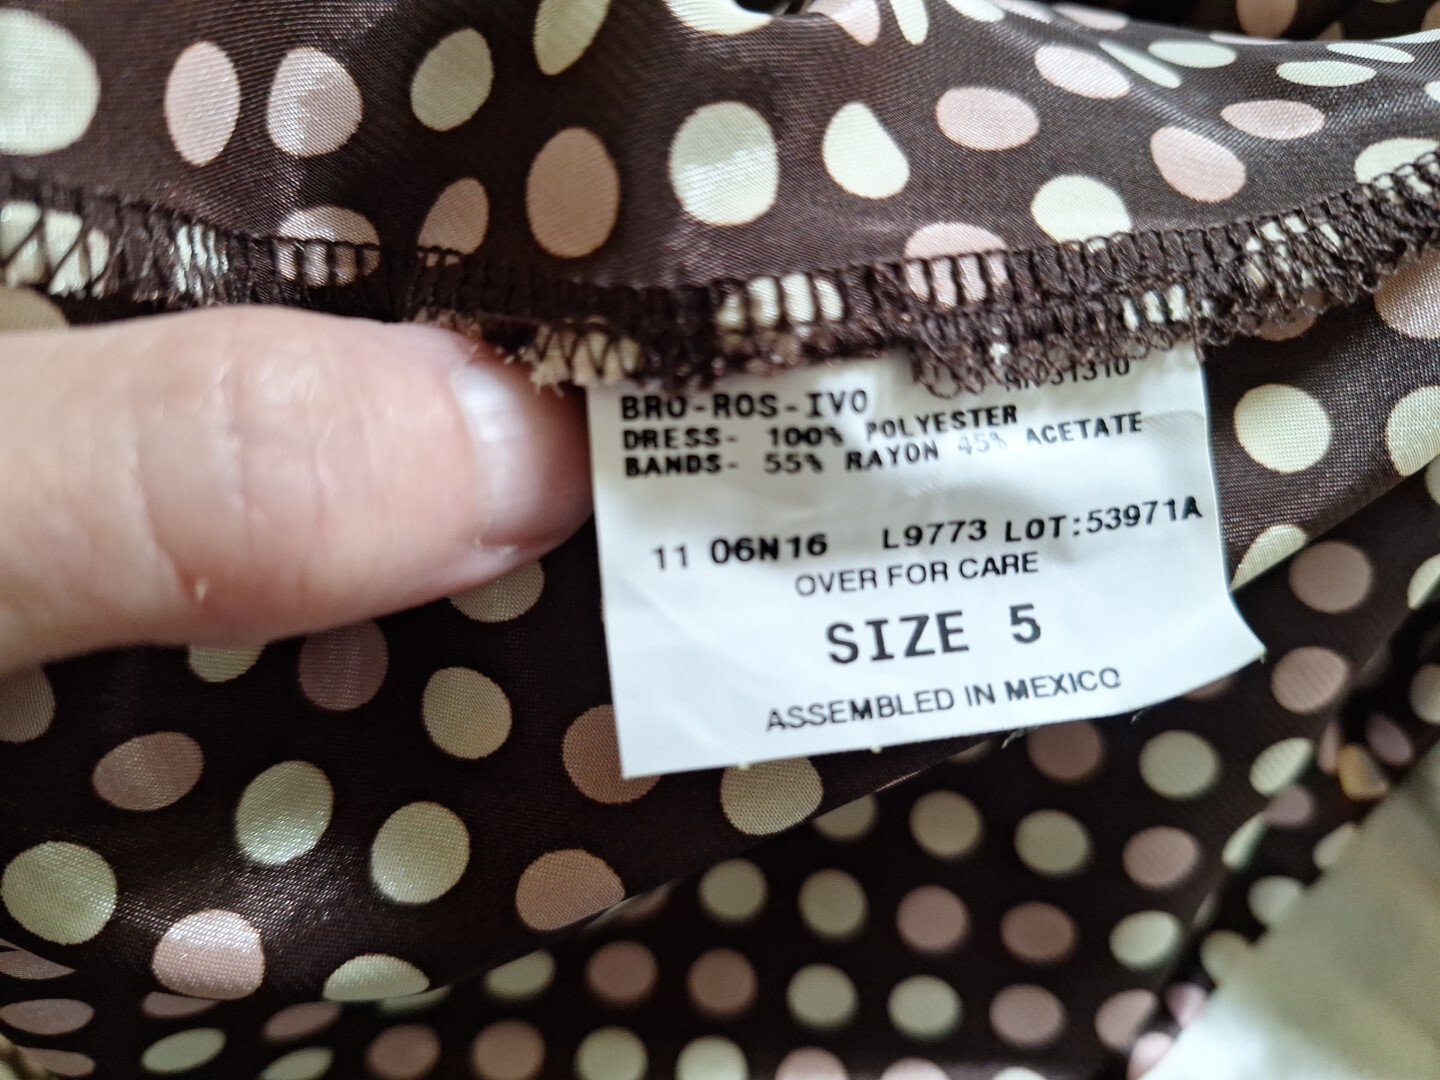 BRO-ROS-IVO
DRESS- 100% POLYESTER
BANDS- 55% RAYON 45% ACETATE
11 06N16 L9773 LOT:53971A
OVER FOR CARE
SIZE 5
ASSEMBLED IN MEXICO